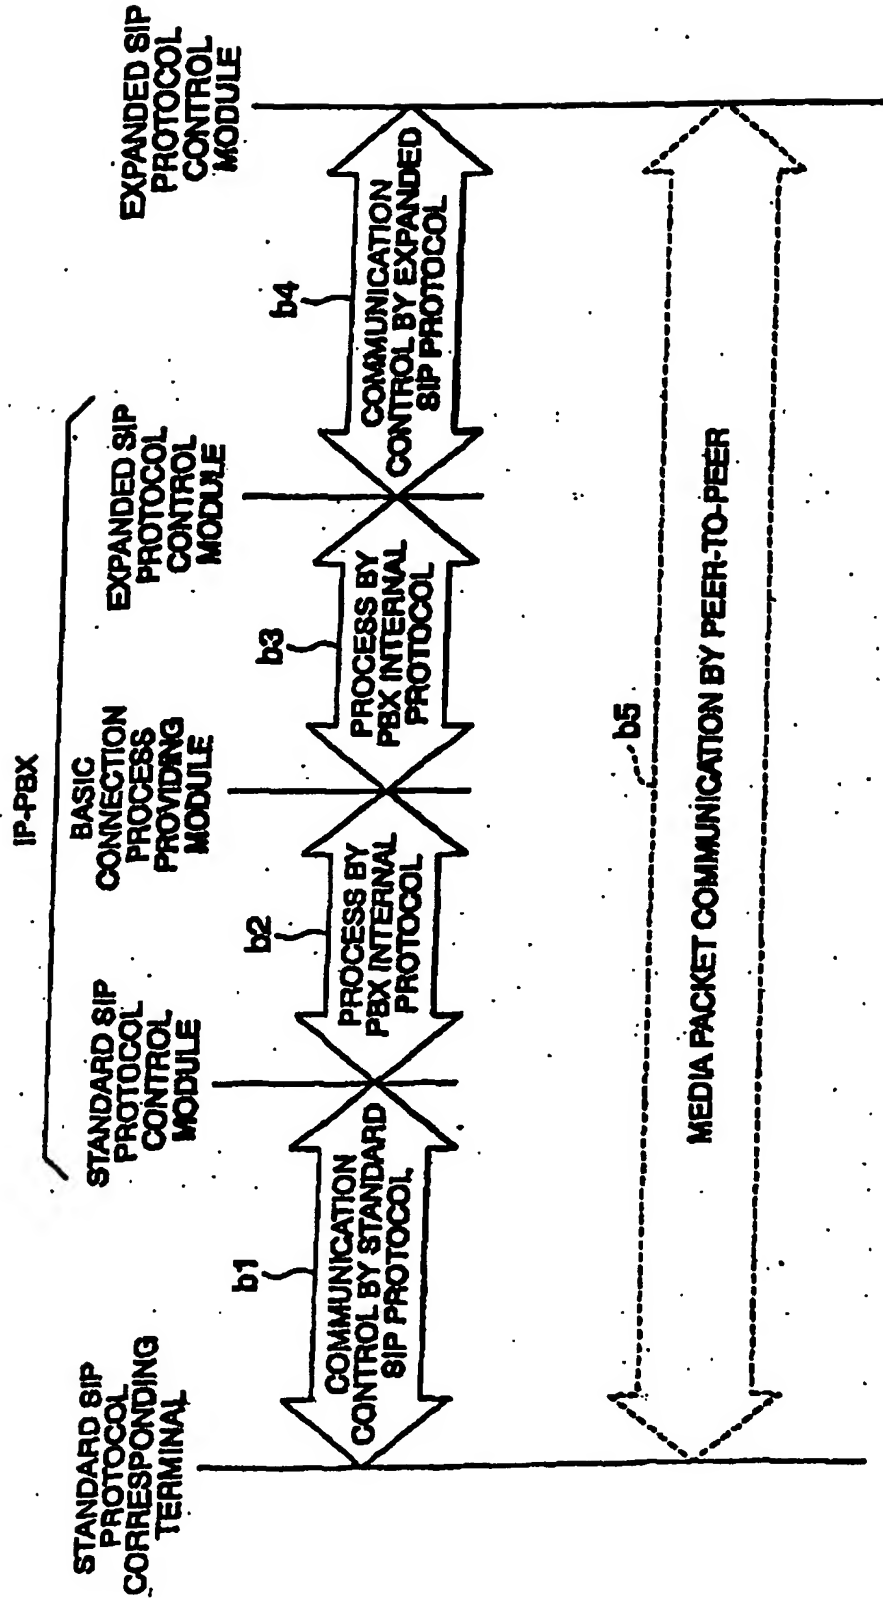 IP-PBX
STANDARD SIP
PROTOCOL
CORRESPONDING
TERMINAL
STANDARD SIP
PROTOCOL
CONTROL
MODULE
BASIC
CONNECTION
PROCESS
PROVIDING
MODULE
EXPANDED SIP
PROTOCOL
CONTROL
MODULE
EXPANDED SIP
PROTOCOL
CONTROL
MODULE
b1
COMMUNICATION
CONTROL BY STANDARD
SIP PROTOCOL
b2
PROCESS BY
PBX INTERNAL
PROTOCOL
b3
PROCESS BY
PBX INTERNAL
PROTOCOL
b4
COMMUNICATION
CONTROL BY EXPANDED
SIP PROTOCOL
b5
MEDIA PACKET COMMUNICATION BY PEER-TO-PEER